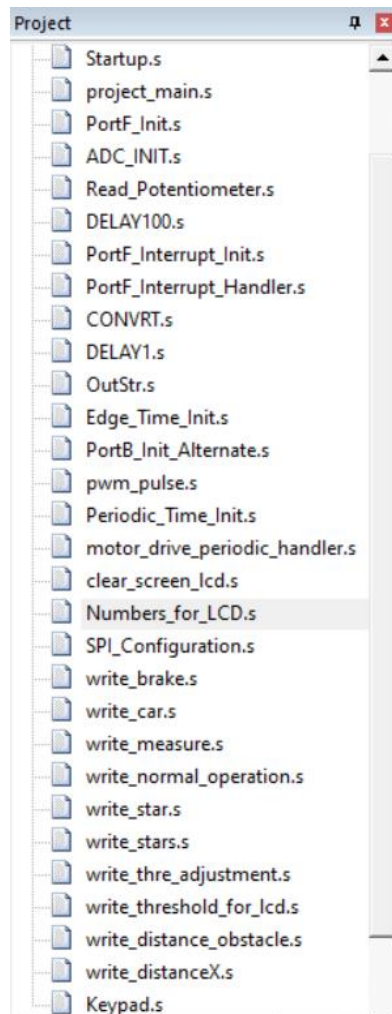 Project
Startup.s
project_main.s
PortF_Init.s
ADC_INIT.s
Read_Potentiometer.s
DELAY100.s
PortF_Interrupt_Init.s
PortF_Interrupt_Handler.s
CONVRT.s
DELAY1.s
OutStr.s
Edge_Time_Init.s
PortB_Init_Alternate.s
pwm_pulse.s
Periodic_Time_Init.s
motor_drive_periodic_handler.s
clear_screen_lcd.s
Numbers_for_LCD.s
SPI_Configuration.s
write_brake.s
write_car.s
write_measure.s
write_normal_operation.s
write_star.s
write_stars.s
write_thre_adjustment.s
write_threshold_for_lcd.s
write_distance_obstacle.s
write_distanceX.s
Keypad.s